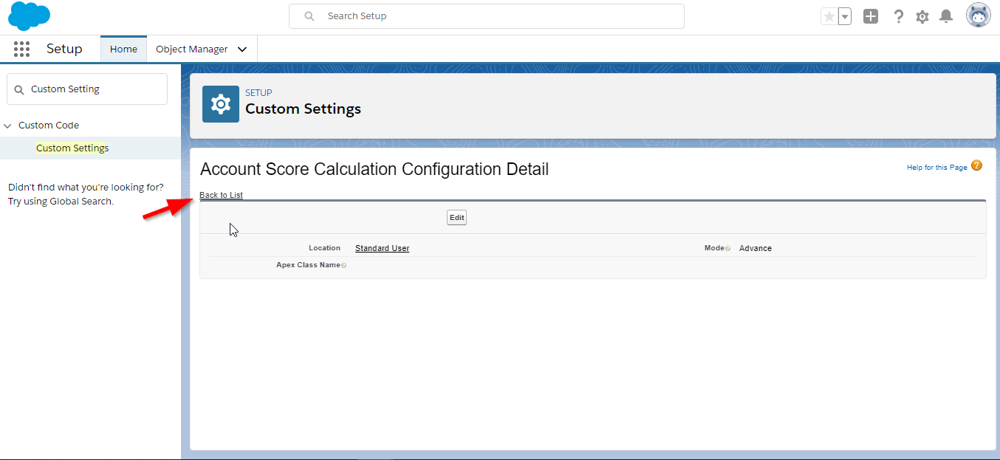 Search Setup
Setup
Home
Object Manager
Custom Setting
Custom Code
Custom Settings
Didn't find what you're looking for?
Try using Global Search.
SETUP
Custom Settings
Account Score Calculation Configuration Detail
Help for this Page ?
Back to List
Edit
Location Standard User Mode ? Advance
Apex Class Name ?